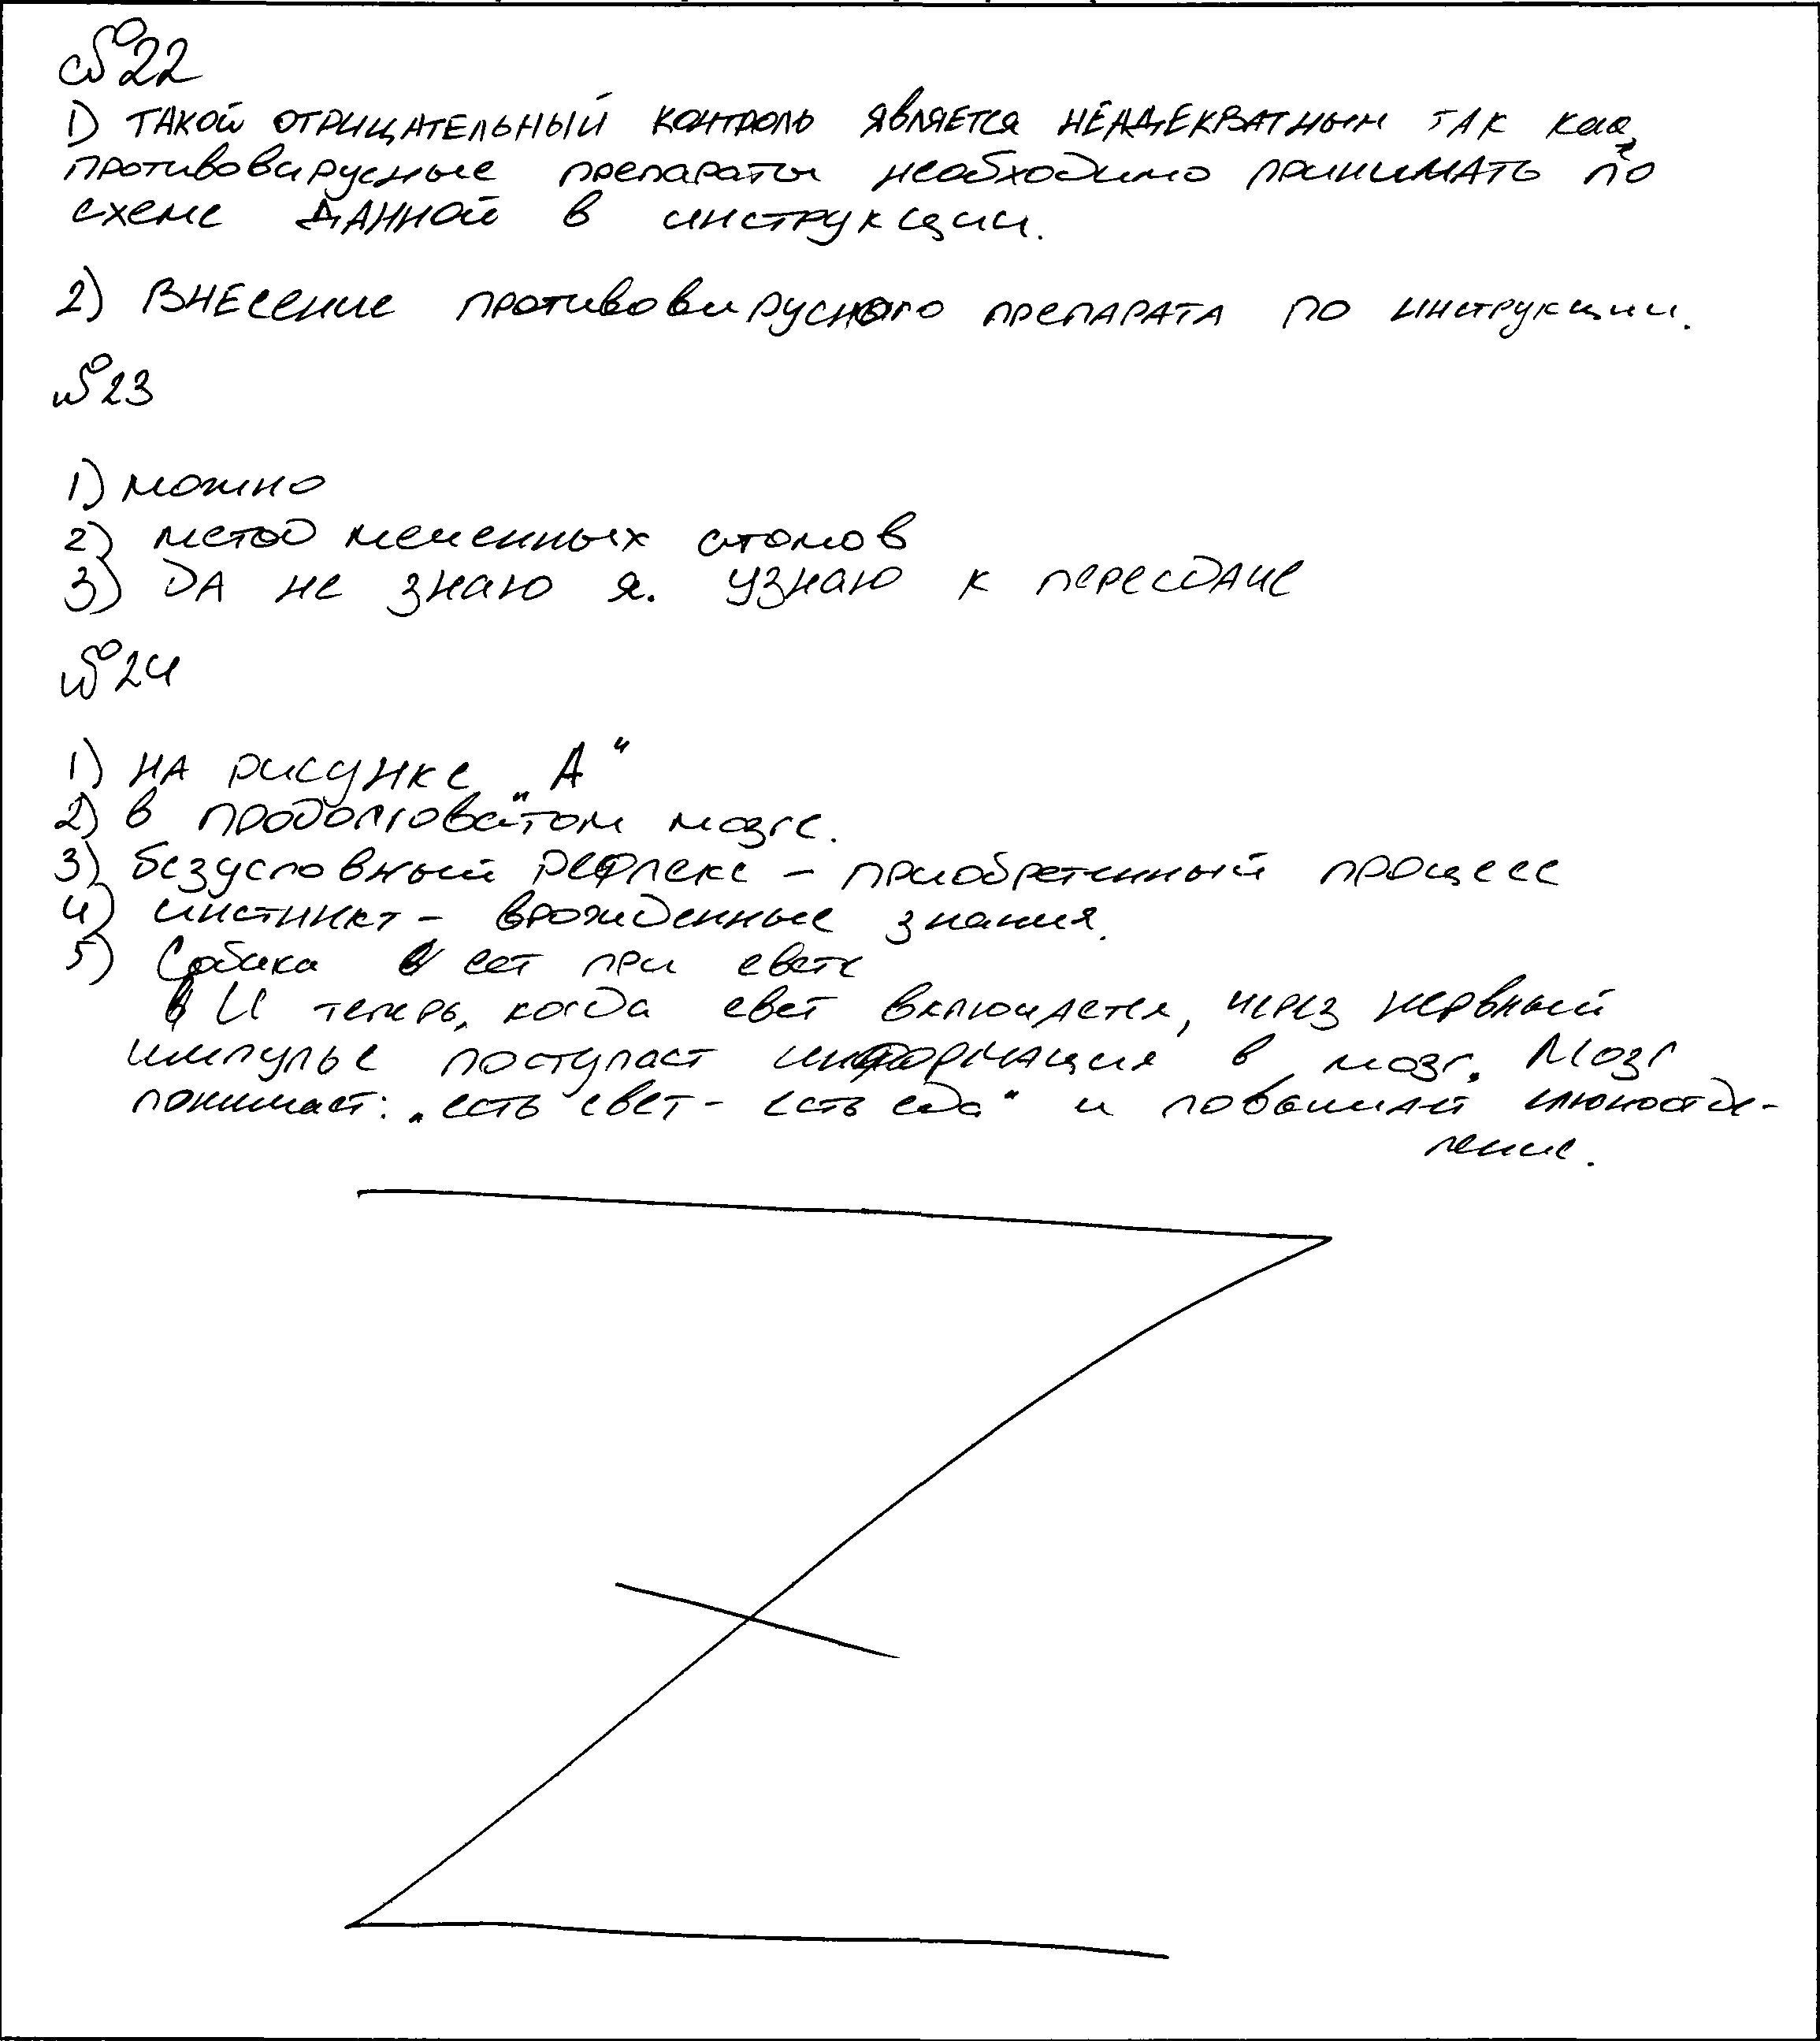 №22
1) Такой отрицательный контроль является неадекватным так как,
противовирусные препараты необходимо принимать по
схеме данной в инструкции.
2) Внесение противовирусного препарата по инструкции.
№23
1) можно
2) метод меченных атомов
3) Да не знаю я. Узнаю к пересдаче
№24
1) На рисунке „А“
2) в продолговатом мозге.
3) безусловный рефлекс – приобретенный процесс
4) инстинкт – врожденные знания.
5) Собака ест при свете
И теперь, когда свет включается, через нервный
импульс поступает информация в мозг. Мозг
понимает: „есть свет – есть еда“ и повышает слюноотде-
ление.